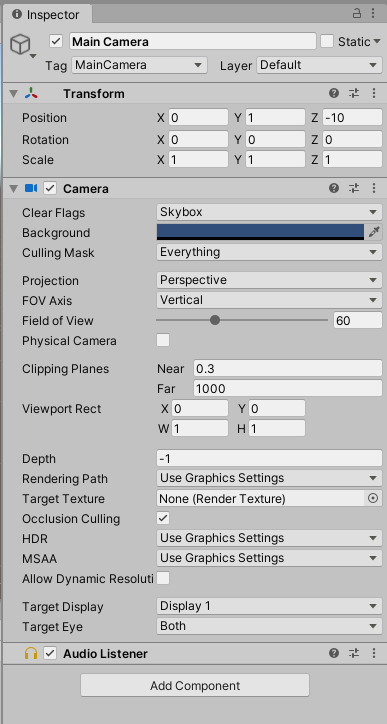 Inspector
Main Camera Static
Tag MainCamera Layer Default
Transform
Position X 0 Y 1 Z -10
Rotation X 0 Y 0 Z 0
Scale X 1 Y 1 Z 1
Camera
Clear Flags Skybox
Background
Culling Mask Everything
Projection Perspective
FOV Axis Vertical
Field of View 60
Physical Camera
Clipping Planes Near 0.3
Far 1000
Viewport Rect X 0 Y 0
W 1 H 1
Depth -1
Rendering Path Use Graphics Settings
Target Texture None (Render Texture)
Occlusion Culling
HDR Use Graphics Settings
MSAA Use Graphics Settings
Allow Dynamic Resoluti
Target Display Display 1
Target Eye Both
Audio Listener
Add Component